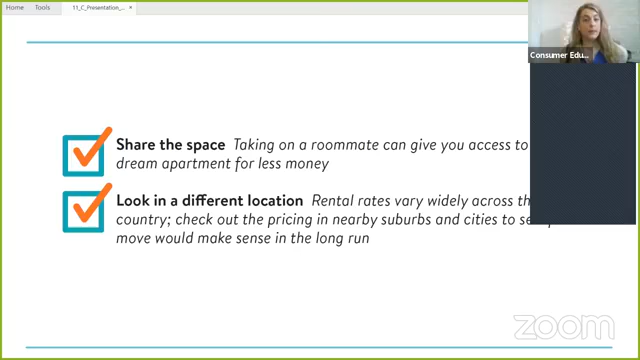 Home Tools 11_C_Presentation_... ×
Consumer Edu...
Share the space Taking on a roommate can give you access to
dream apartment for less money
Look in a different location Rental rates vary widely across th
country; check out the pricing in nearby suburbs and cities to se
move would make sense in the long run
zoom